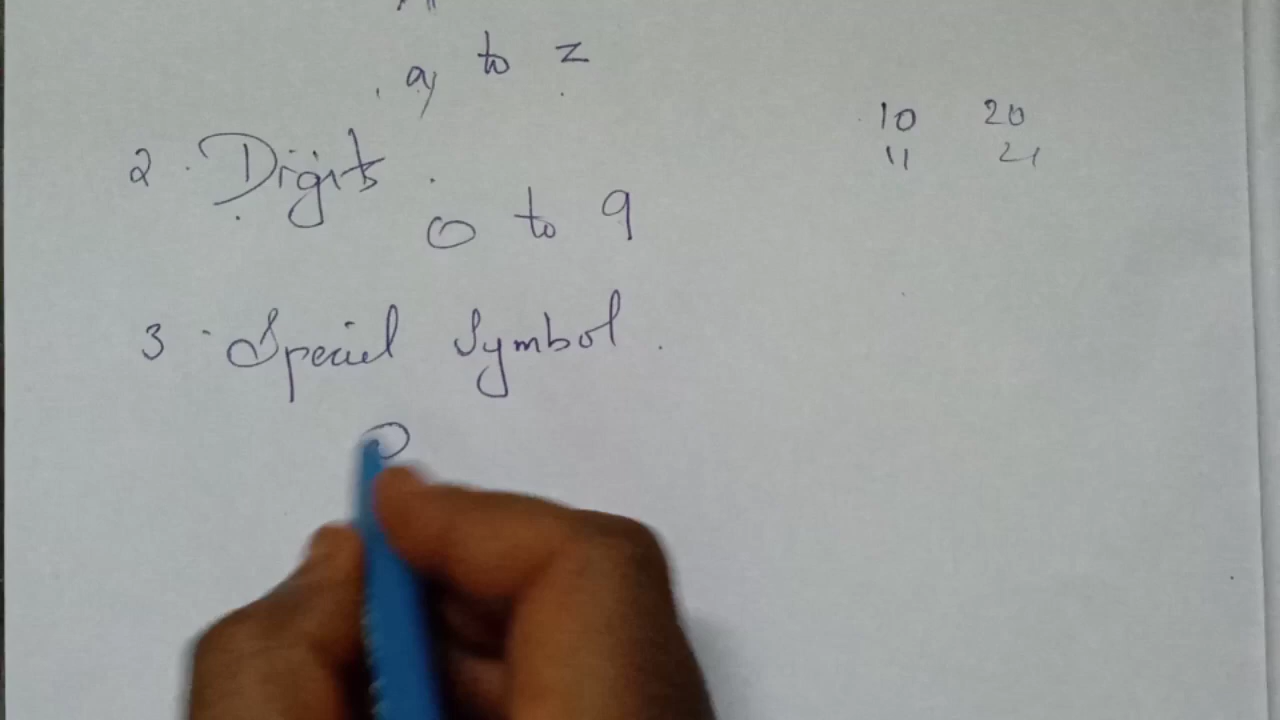 a to z
10 20
2. Digits.
11 21
0 to 9
3. Special Symbol.